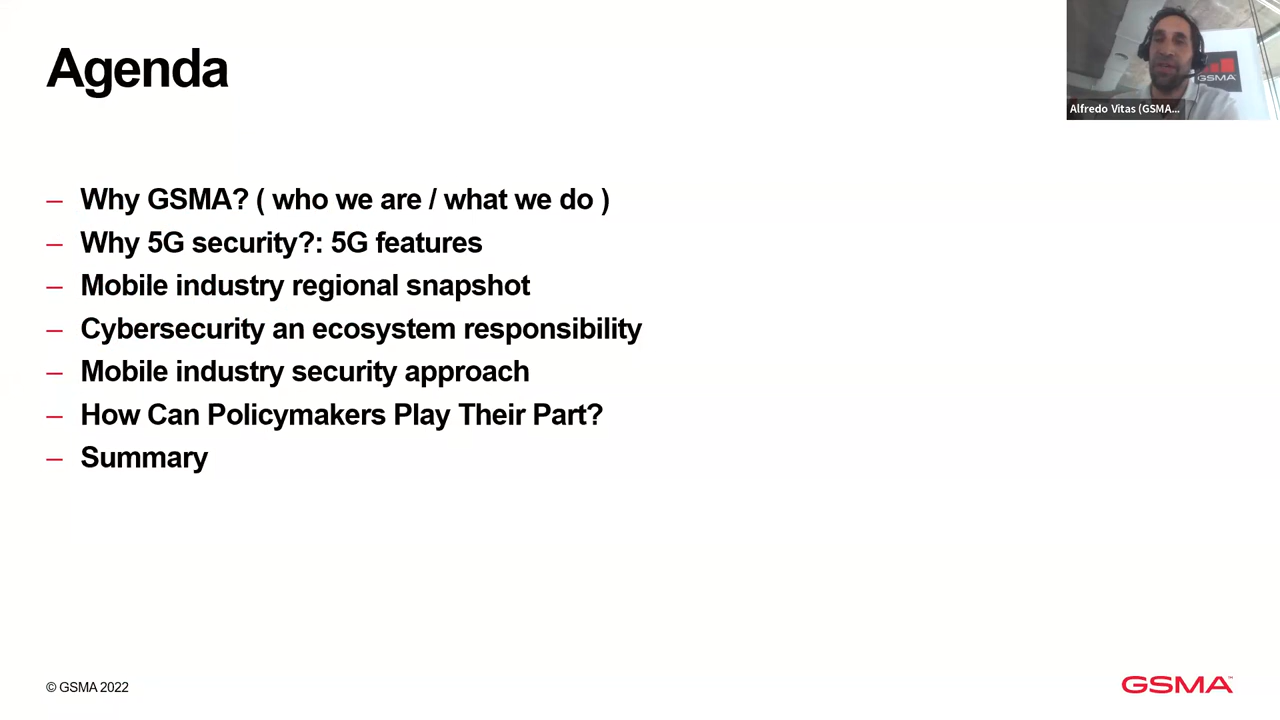 Agenda
GSMA
Alfredo Vitas (GSMA...
– Why GSMA? ( who we are / what we do )
– Why 5G security?: 5G features
– Mobile industry regional snapshot
– Cybersecurity an ecosystem responsibility
– Mobile industry security approach
– How Can Policymakers Play Their Part?
– Summary
© GSMA 2022
GSMA™